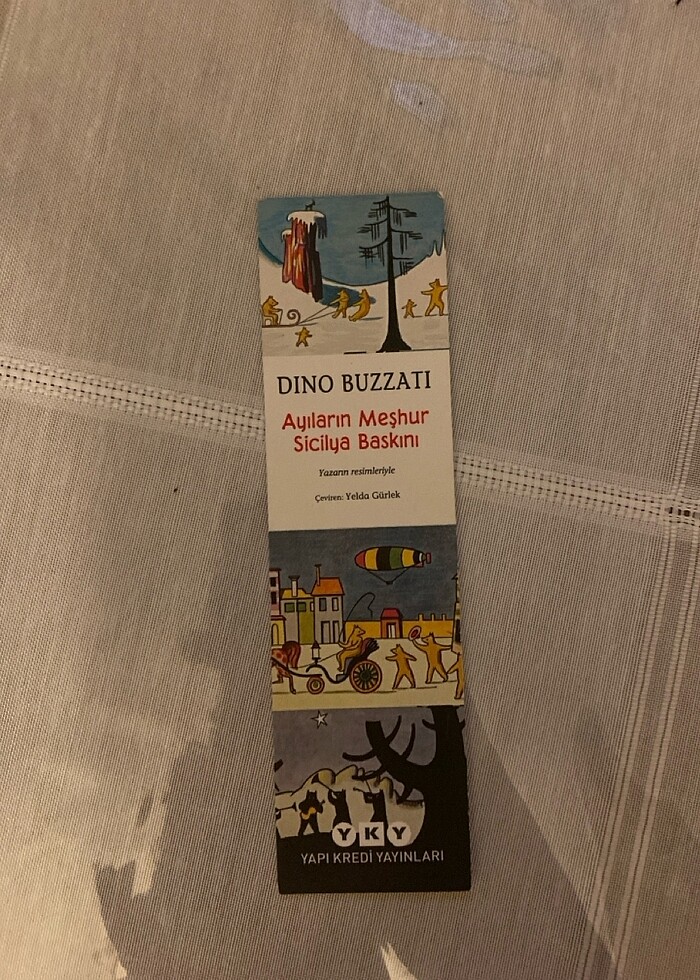 DINO BUZZATI
Ayıların Meşhur
Sicilya Baskını
Yazarın resimleriyle
Çeviren: Yelda Gürlek
YKY
YAPI KREDİ YAYINLARI